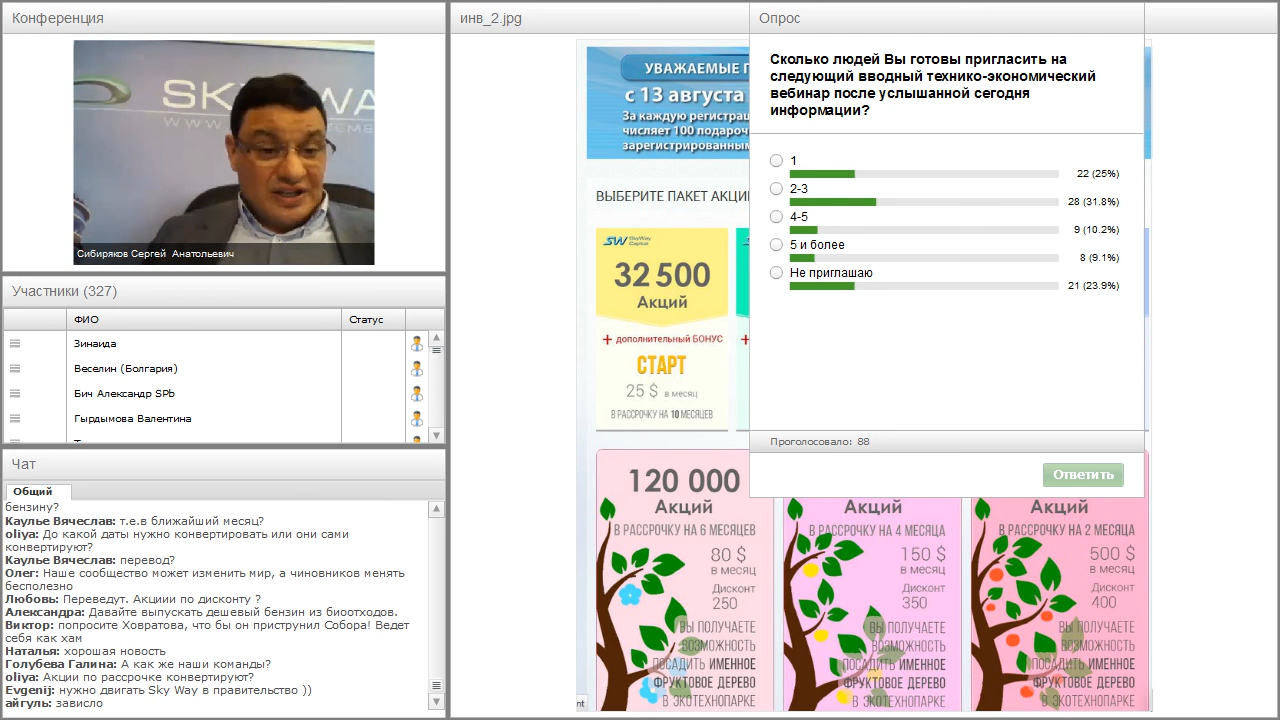 Конференция
SKYWAY
Сибиряков Сергей Анатольевич
Участники (327)
ФИО
Статус
Зинаида
Веселин (Болгария)
Бич Александр SPb
Гырдымова Валентина
Чат
Общий
бензину?
Каулье Вячеслав: т.е.в ближайший месяц?
oliya: До какой даты нужно конвертировать или они сами
конвертируют?
Каулье Вячеслав: перевод?
Олег: Наше сообщество может изменить мир, а чиновников менять
бесполезно
Любовь: Переведут. Акциии по дисконту ?
Александра: Давайте выпускать дешевый бензин из биоотходов.
Виктор: попросите Ховратова, что бы он приструнил Собора! Ведет
себя как хам
Наталья: хорошая новость
Голубева Галина: А как же наши команды?
oliya: Акции по рассрочке конвертируют?
Evgenij: нужно двигать Sky Way в правительство ))
айгуль: зависло
инв_2.jpg
УВАЖАЕМЫЕ
с 13 августа
За каждую регистрац
числяет 100 подароч
зарегистрированным
ВЫБЕРИТЕ ПАКЕТ АКЦИ
SW SkyWay
Capital
32 500
Акций
+ дополнительный БОНУС
СТАРТ
25 $ в месяц
В РАССРОЧКУ НА 10 МЕСЯЦЕВ
+
120 000
Акций
В РАССРОЧКУ НА 6 МЕСЯЦЕВ
80 $
в месяц
Дисконт
250
ВЫ ПОЛУЧАЕТЕ
ВОЗМОЖНОСТЬ
ПОСАДИТЬ ИМЕННОЕ
ФРУКТОВОЕ ДЕРЕВО
В ЭКОТЕХНОПАРКЕ
Акций
В РАССРОЧКУ НА 4 МЕСЯЦА
150 $
в месяц
Дисконт
350
ВЫ ПОЛУЧАЕТЕ
ВОЗМОЖНОСТЬ
ПОСАДИТЬ ИМЕННОЕ
ФРУКТОВОЕ ДЕРЕВО
В ЭКОТЕХНОПАРКЕ
Акций
В РАССРОЧКУ НА 2 МЕСЯЦА
500 $
в месяц
Дисконт
400
ВЫ ПОЛУЧАЕТЕ
ВОЗМОЖНОСТЬ
ПОСАДИТЬ ИМЕННОЕ
ФРУКТОВОЕ ДЕРЕВО
В ЭКОТЕХНОПАРКЕ
nt
Опрос
Сколько людей Вы готовы пригласить на
следующий вводный технико-экономический
вебинар после услышанной сегодня
информации?
1
22 (25%)
2-3
28 (31.8%)
4-5
9 (10.2%)
5 и более
8 (9.1%)
Не приглашаю
21 (23.9%)
Проголосовало: 88
Ответить